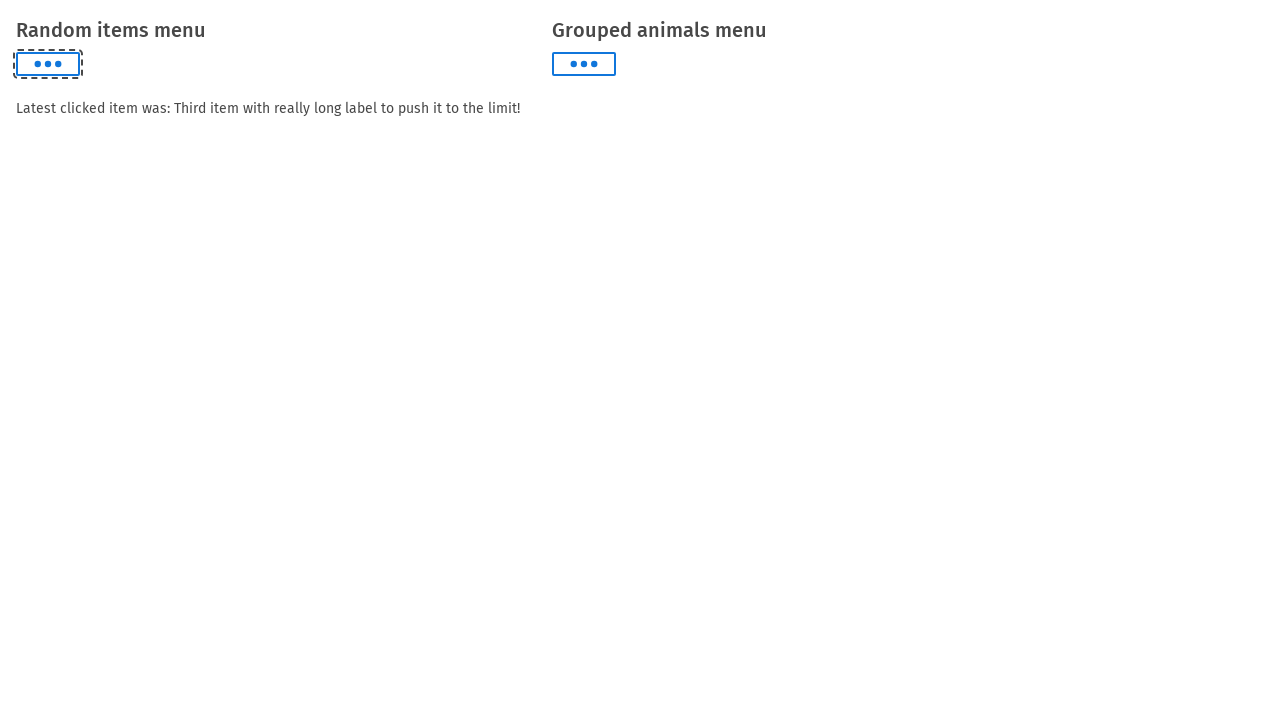 Random items menu
Grouped animals menu
Latest clicked item was: Third item with really long label to push it to the limit!